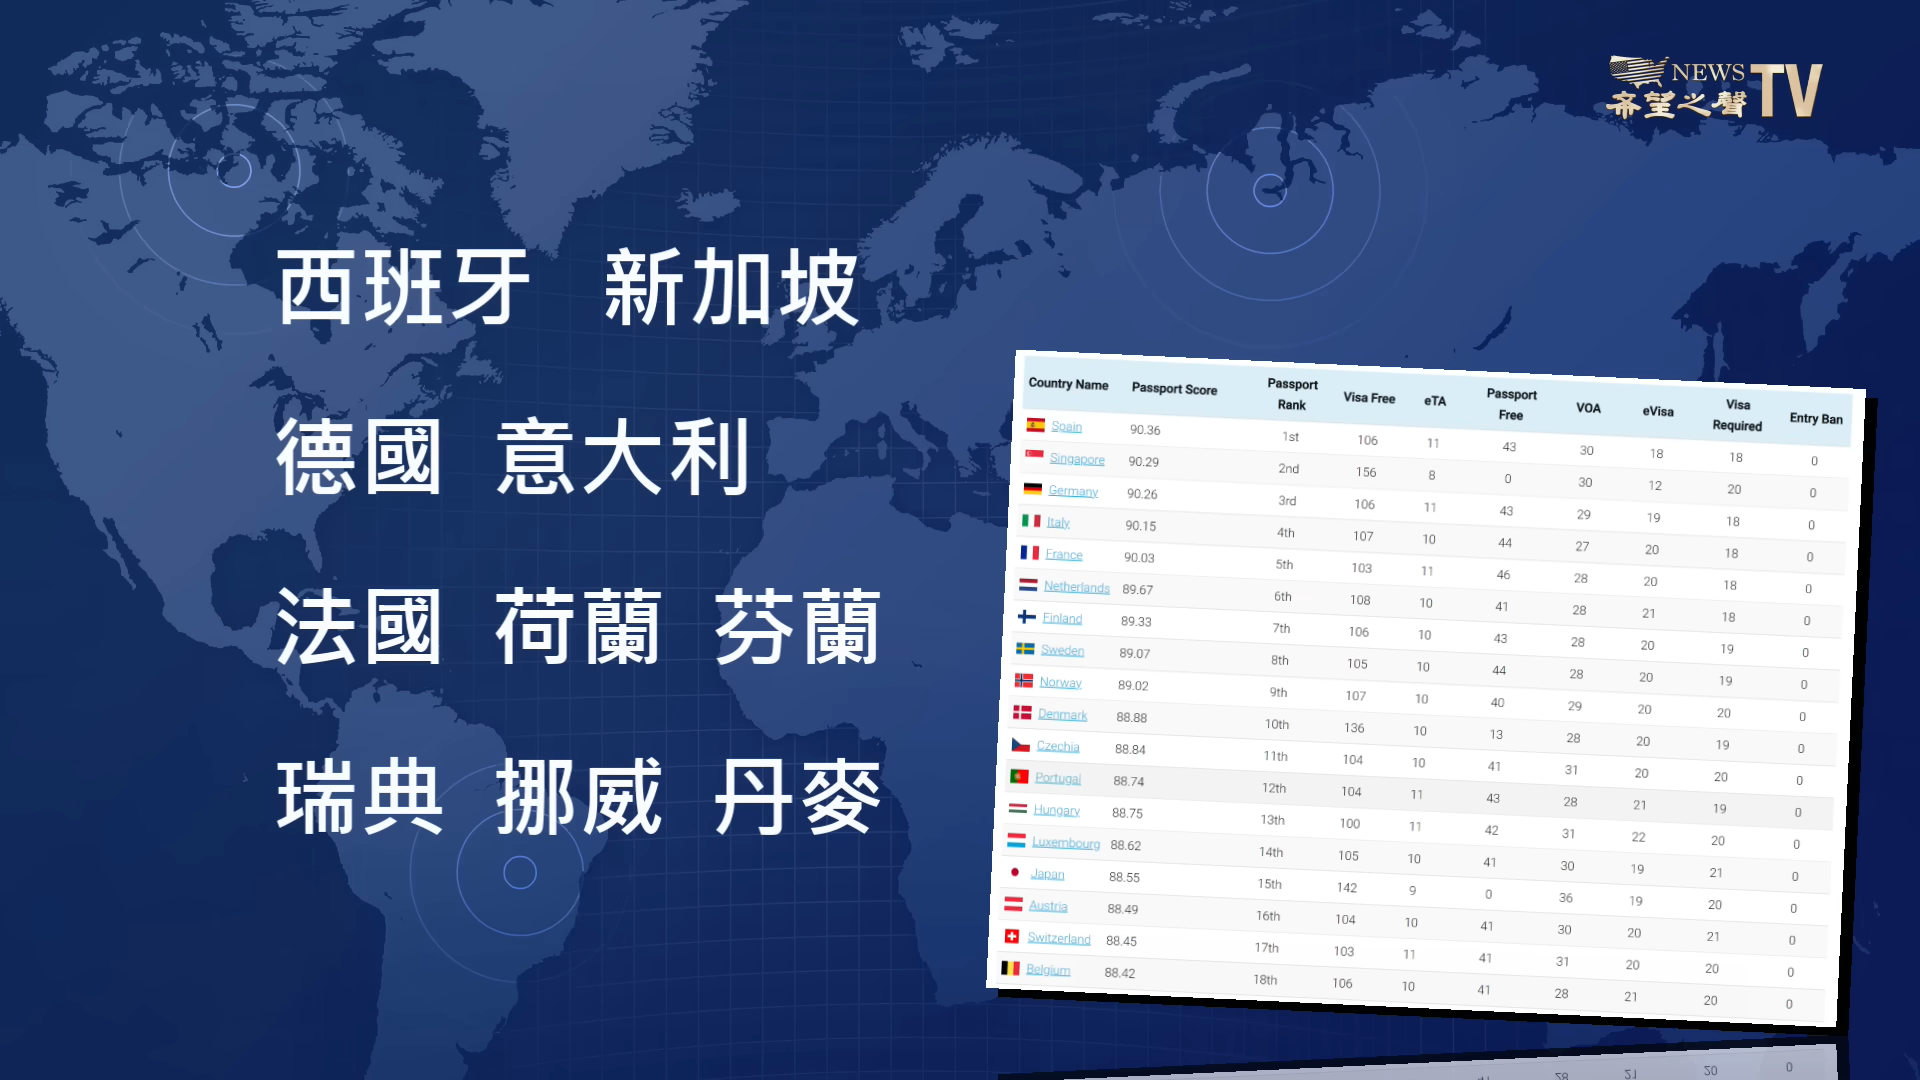 NEWS
希望之聲 TV
西班牙 新加坡
德國 意大利
法國 荷蘭 芬蘭
瑞典 挪威 丹麥
Country Name Passport Score Passport Rank Visa Free eTA Passport Free VOA eVisa Visa Required Entry Ban
Spain 90.36 1st 106 11 43 30 18 18 0
Singapore 90.29 2nd 156 8 0 30 12 20 0
Germany 90.26 3rd 106 11 43 29 19 18 0
Italy 90.15 4th 107 10 44 27 20 18 0
France 90.03 5th 103 11 46 28 20 18 0
Netherlands 89.67 6th 108 10 41 28 21 18 0
Finland 89.33 7th 106 10 43 28 20 19 0
Sweden 89.07 8th 105 10 44 28 20 19 0
Norway 89.02 9th 107 10 40 29 20 20 0
Denmark 88.88 10th 136 10 13 28 20 19 0
Czechia 88.84 11th 104 10 41 31 20 20 0
Portugal 88.74 12th 104 11 43 28 21 19 0
Hungary 88.75 13th 100 11 42 31 22 20 0
Luxembourg 88.62 14th 105 10 41 30 19 21 0
Japan 88.55 15th 142 9 0 36 19 20 0
Austria 88.49 16th 104 10 41 30 20 21 0
Switzerland 88.45 17th 103 11 41 31 20 20 0
Belgium 88.42 18th 106 10 41 28 21 20 0